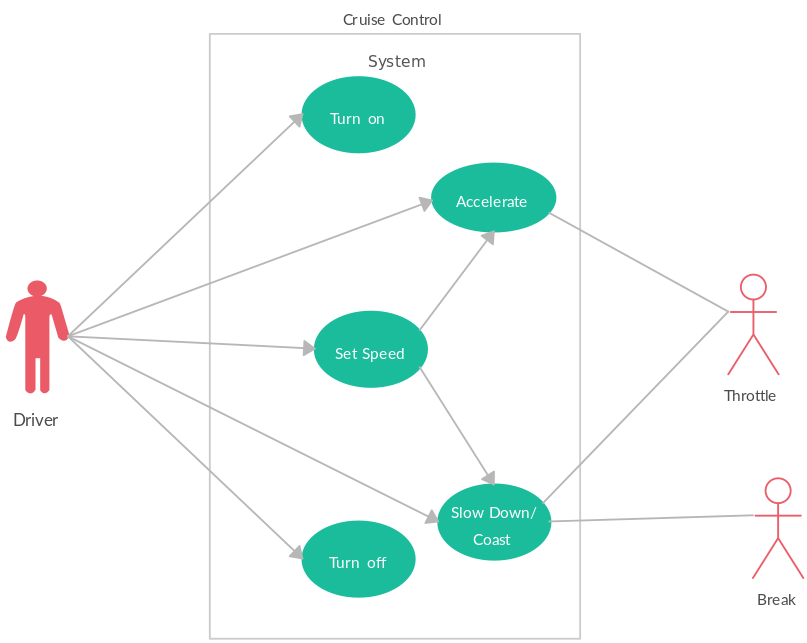 Cruise Control
System
Turn on
Accelerate
Set Speed
Driver
Throttle
Slow Down/
Coast
Turn off
Break